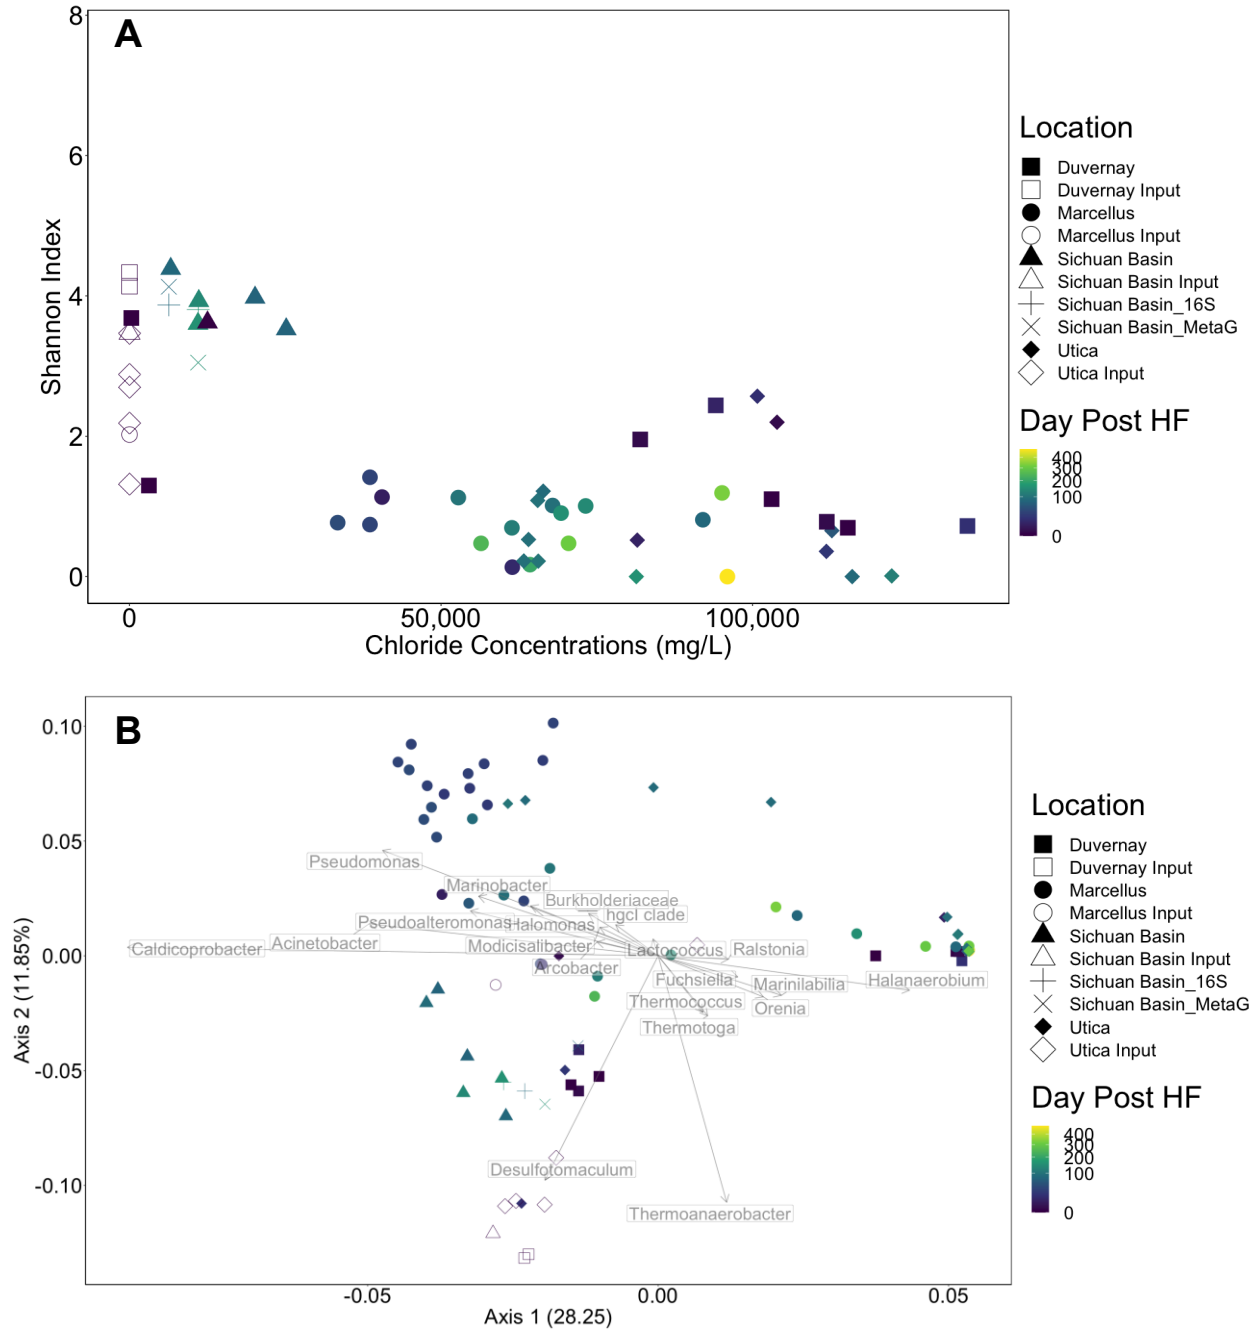 A
8
6
4
2
0
Shannon Index
0
50,000
100,000
Chloride Concentrations (mg/L)
Location
Duvernay
Duvernay Input
Marcellus
Marcellus Input
Sichuan Basin
Sichuan Basin Input
Sichuan Basin_16S
Sichuan Basin_MetaG
Utica
Utica Input
Day Post HF
400
300
200
100
0
B
0.10
0.05
0.00
-0.05
-0.10
Axis 2 (11.85%)
Pseudomonas
Marinobacter
Burkholderiaceae
hgcI clade
Pseudoalteromonas
Halomonas
Caldicoprobacter
Acinetobacter
Modicisalibacter
Lactococcus
Ralstonia
Arcobacter
Fuchsiella
Marinilabilia
Halanaerobium
Thermococcus
Orenia
Thermotoga
Desulfotomaculum
Thermoanaerobacter
-0.05
0.00
0.05
Axis 1 (28.25)
Location
Duvernay
Duvernay Input
Marcellus
Marcellus Input
Sichuan Basin
Sichuan Basin Input
Sichuan Basin_16S
Sichuan Basin_MetaG
Utica
Utica Input
Day Post HF
400
300
200
100
0